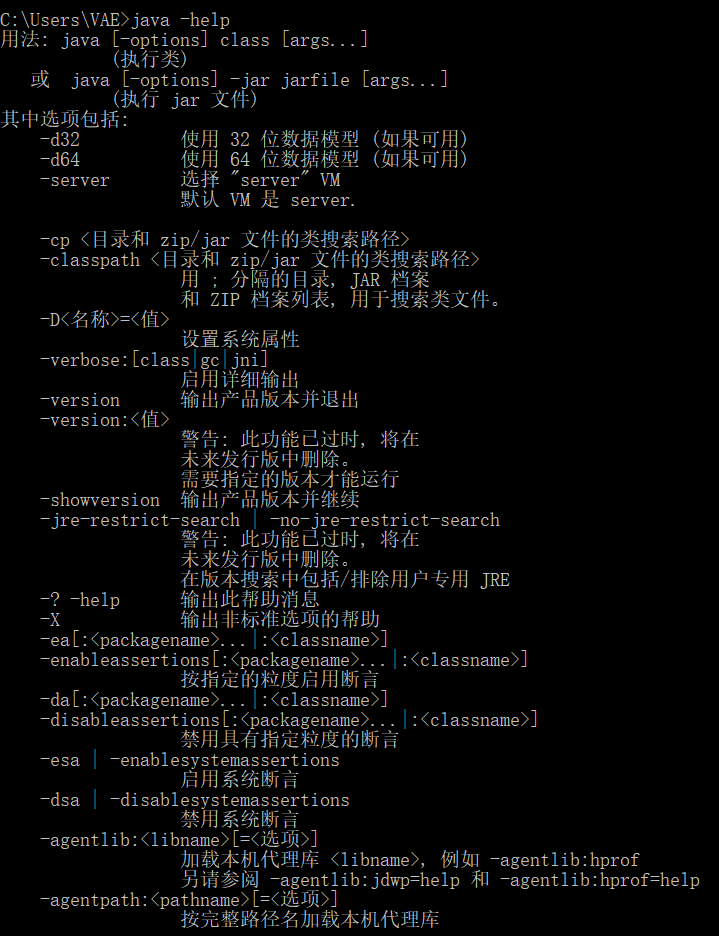 C:\Users\VAE>java -help
用法: java [-options] class [args...]
(执行类)
或  java [-options] -jar jarfile [args...]
(执行 jar 文件)
其中选项包括:
-d32 使用 32 位数据模型 (如果可用)
-d64 使用 64 位数据模型 (如果可用)
-server 选择 "server" VM
默认 VM 是 server.
-cp <目录和 zip/jar 文件的类搜索路径>
-classpath <目录和 zip/jar 文件的类搜索路径>
用 ; 分隔的目录, JAR 档案
和 ZIP 档案列表, 用于搜索类文件。
-D<名称>=<值>
设置系统属性
-verbose:[class|gc|jni]
启用详细输出
-version 输出产品版本并退出
-version:<值>
警告: 此功能已过时, 将在
未来发行版中删除。
需要指定的版本才能运行
-showversion 输出产品版本并继续
-jre-restrict-search | -no-jre-restrict-search
警告: 此功能已过时, 将在
未来发行版中删除。
在版本搜索中包括/排除用户专用 JRE
-? -help 输出此帮助消息
-X 输出非标准选项的帮助
-ea[:<packagename>...|:<classname>]
-enableassertions[:<packagename>...|:<classname>]
按指定的粒度启用断言
-da[:<packagename>...|:<classname>]
-disableassertions[:<packagename>...|:<classname>]
禁用具有指定粒度的断言
-esa | -enablesystemassertions
启用系统断言
-dsa | -disablesystemassertions
禁用系统断言
-agentlib:<libname>[=<选项>]
加载本机代理库 <libname>, 例如 -agentlib:hprof
另请参阅 -agentlib:jdwp=help 和 -agentlib:hprof=help
-agentpath:<pathname>[=<选项>]
按完整路径名加载本机代理库